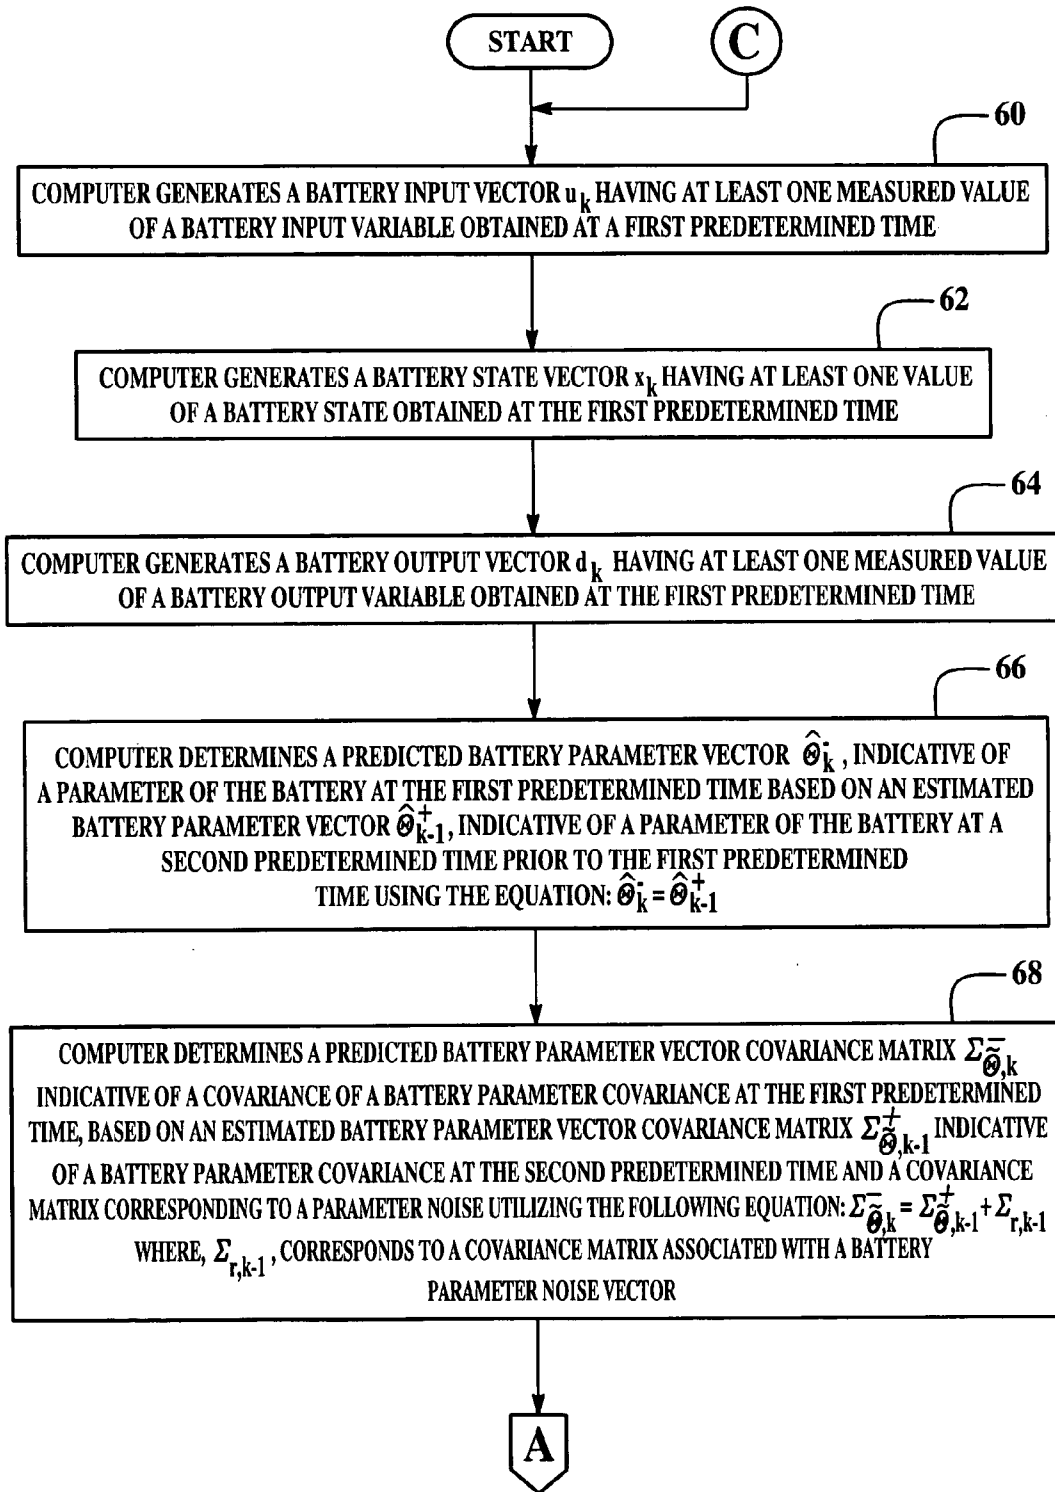 START
C
60
COMPUTER GENERATES A BATTERY INPUT VECTOR u_k HAVING AT LEAST ONE MEASURED VALUE
OF A BATTERY INPUT VARIABLE OBTAINED AT A FIRST PREDETERMINED TIME
62
COMPUTER GENERATES A BATTERY STATE VECTOR x_k HAVING AT LEAST ONE VALUE
OF A BATTERY STATE OBTAINED AT THE FIRST PREDETERMINED TIME
64
COMPUTER GENERATES A BATTERY OUTPUT VECTOR d_k HAVING AT LEAST ONE MEASURED VALUE
OF A BATTERY OUTPUT VARIABLE OBTAINED AT THE FIRST PREDETERMINED TIME
66
COMPUTER DETERMINES A PREDICTED BATTERY PARAMETER VECTOR Θ̂_k^-, INDICATIVE OF
A PARAMETER OF THE BATTERY AT THE FIRST PREDETERMINED TIME BASED ON AN ESTIMATED
BATTERY PARAMETER VECTOR Θ̂_{k-1}^+, INDICATIVE OF A PARAMETER OF THE BATTERY AT A
SECOND PREDETERMINED TIME PRIOR TO THE FIRST PREDETERMINED
TIME USING THE EQUATION: Θ̂_k^- = Θ̂_{k-1}^+
68
COMPUTER DETERMINES A PREDICTED BATTERY PARAMETER VECTOR COVARIANCE MATRIX Σ_{Θ̃,k}^-
INDICATIVE OF A COVARIANCE OF A BATTERY PARAMETER COVARIANCE AT THE FIRST PREDETERMINED
TIME, BASED ON AN ESTIMATED BATTERY PARAMETER VECTOR COVARIANCE MATRIX Σ_{Θ̃,k-1}^+ INDICATIVE
OF A BATTERY PARAMETER COVARIANCE AT THE SECOND PREDETERMINED TIME AND A COVARIANCE
MATRIX CORRESPONDING TO A PARAMETER NOISE UTILIZING THE FOLLOWING EQUATION: Σ_{Θ̃,k}^- = Σ_{Θ̃,k-1}^+ + Σ_{r,k-1}
WHERE, Σ_{r,k-1}, CORRESPONDS TO A COVARIANCE MATRIX ASSOCIATED WITH A BATTERY
PARAMETER NOISE VECTOR
A